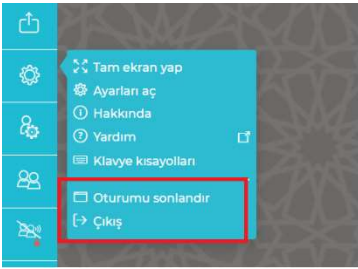 Tam ekran yap
Ayarları aç
Hakkında
Yardım
Klavye kısayolları
Oturumu sonlandır
Çıkış